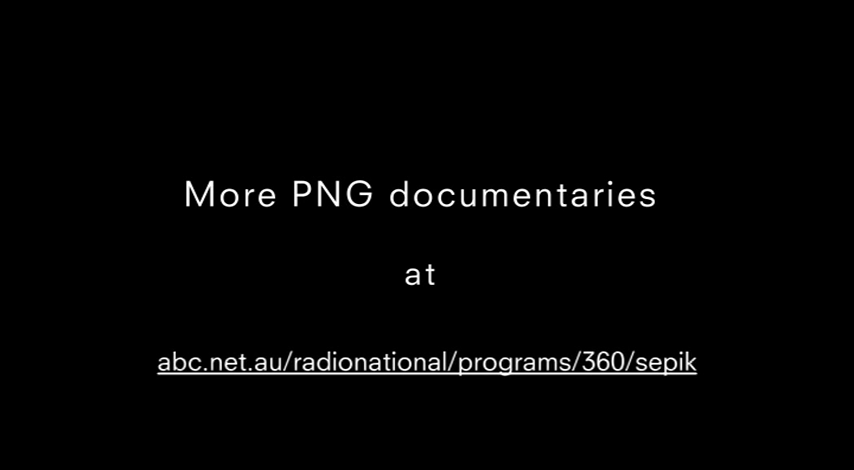 More PNG documentaries
at
abc.net.au/radionational/programs/360/sepik